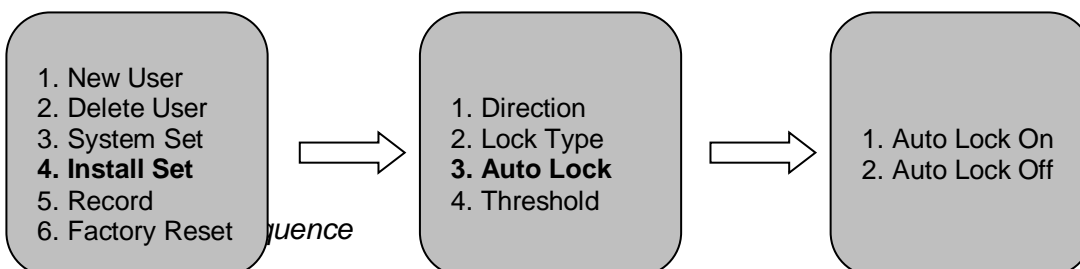 1. New User
2. Delete User
3. System Set
4. Install Set
5. Record
6. Factory Reset
1. Direction
2. Lock Type
3. Auto Lock
4. Threshold
1. Auto Lock On
2. Auto Lock Off